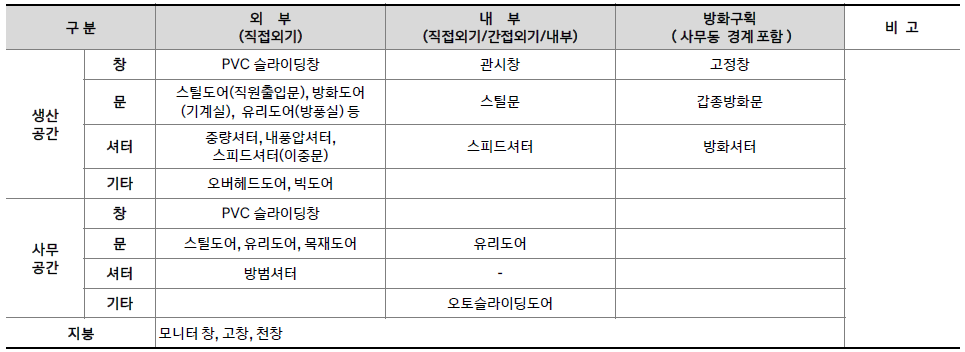 구 분 외 부 내 부 방화구획 비 고
(직접외기) (직접외기/간접외기/내부) ( 사무동 경계 포함 )
생산
공간
창 PVC 슬라이딩창 관시창 고정창
문 스틸도어(직원출입문), 방화도어
(기계실), 유리도어(방풍실) 등 스틸문 갑종방화문
셔터 중량셔터, 내풍압셔터,
스피드셔터(이중문) 스피드셔터 방화셔터
기타 오버헤드도어, 빅도어
사무
공간
창 PVC 슬라이딩창
문 스틸도어, 유리도어, 목재도어 유리도어
셔터 방범셔터 -
기타 오토슬라이딩도어
지붕 모니터 창, 고창, 천창